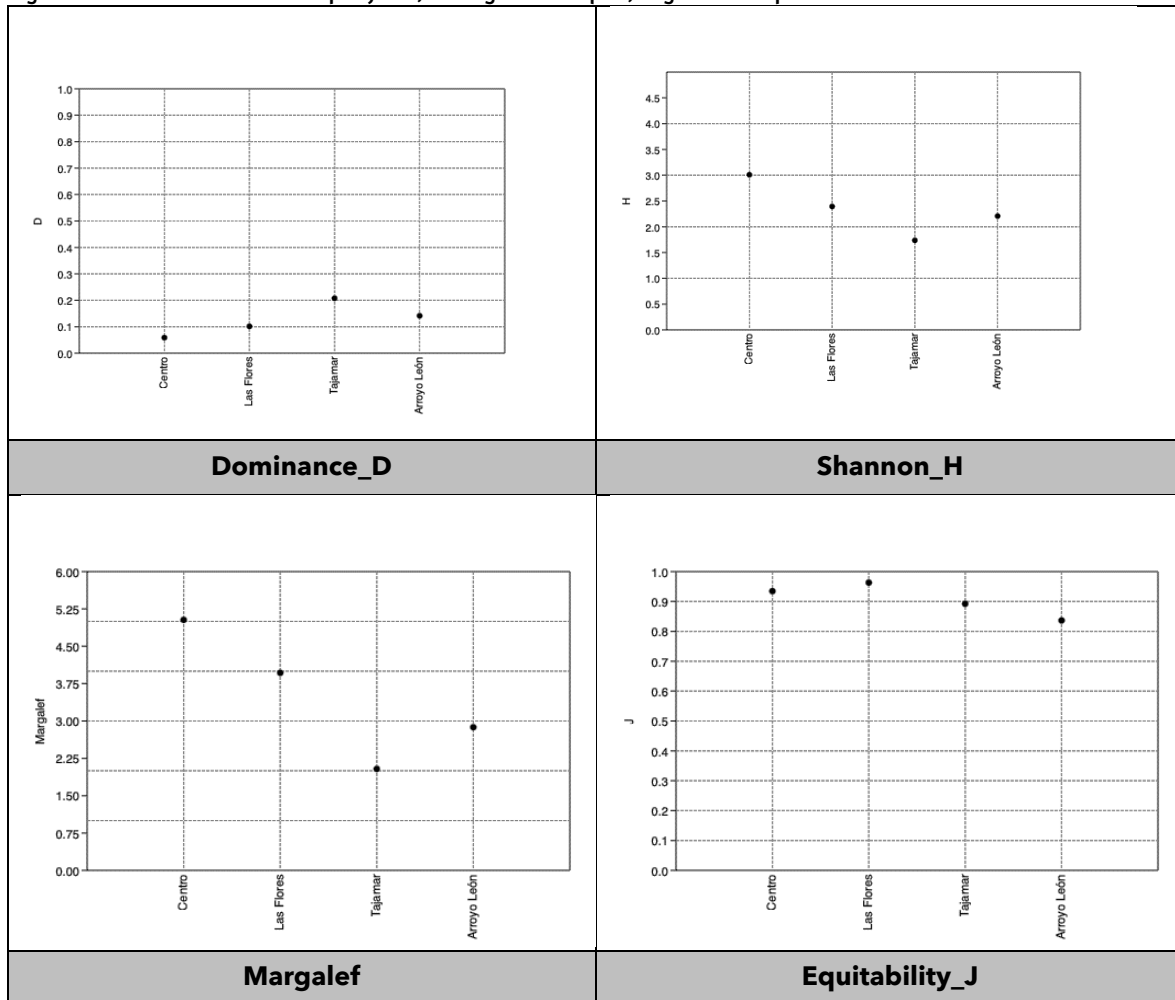 1.0
0.9
0.8
0.7
0.6
0.5
0.4
0.3
0.2
0.1
0.0
D
Centro
Las Flores
Tajamar
Arroyo León
4.5
4.0
3.5
3.0
2.5
2.0
1.5
1.0
0.5
0.0
H
Centro
Las Flores
Tajamar
Arroyo León
Dominance_D
Shannon_H
6.00
5.25
4.50
3.75
3.00
2.25
1.50
0.75
0.00
Margalef
Centro
Las Flores
Tajamar
Arroyo León
1.0
0.9
0.8
0.7
0.6
0.5
0.4
0.3
0.2
0.1
0.0
J
Centro
Las Flores
Tajamar
Arroyo León
Margalef
Equitability_J